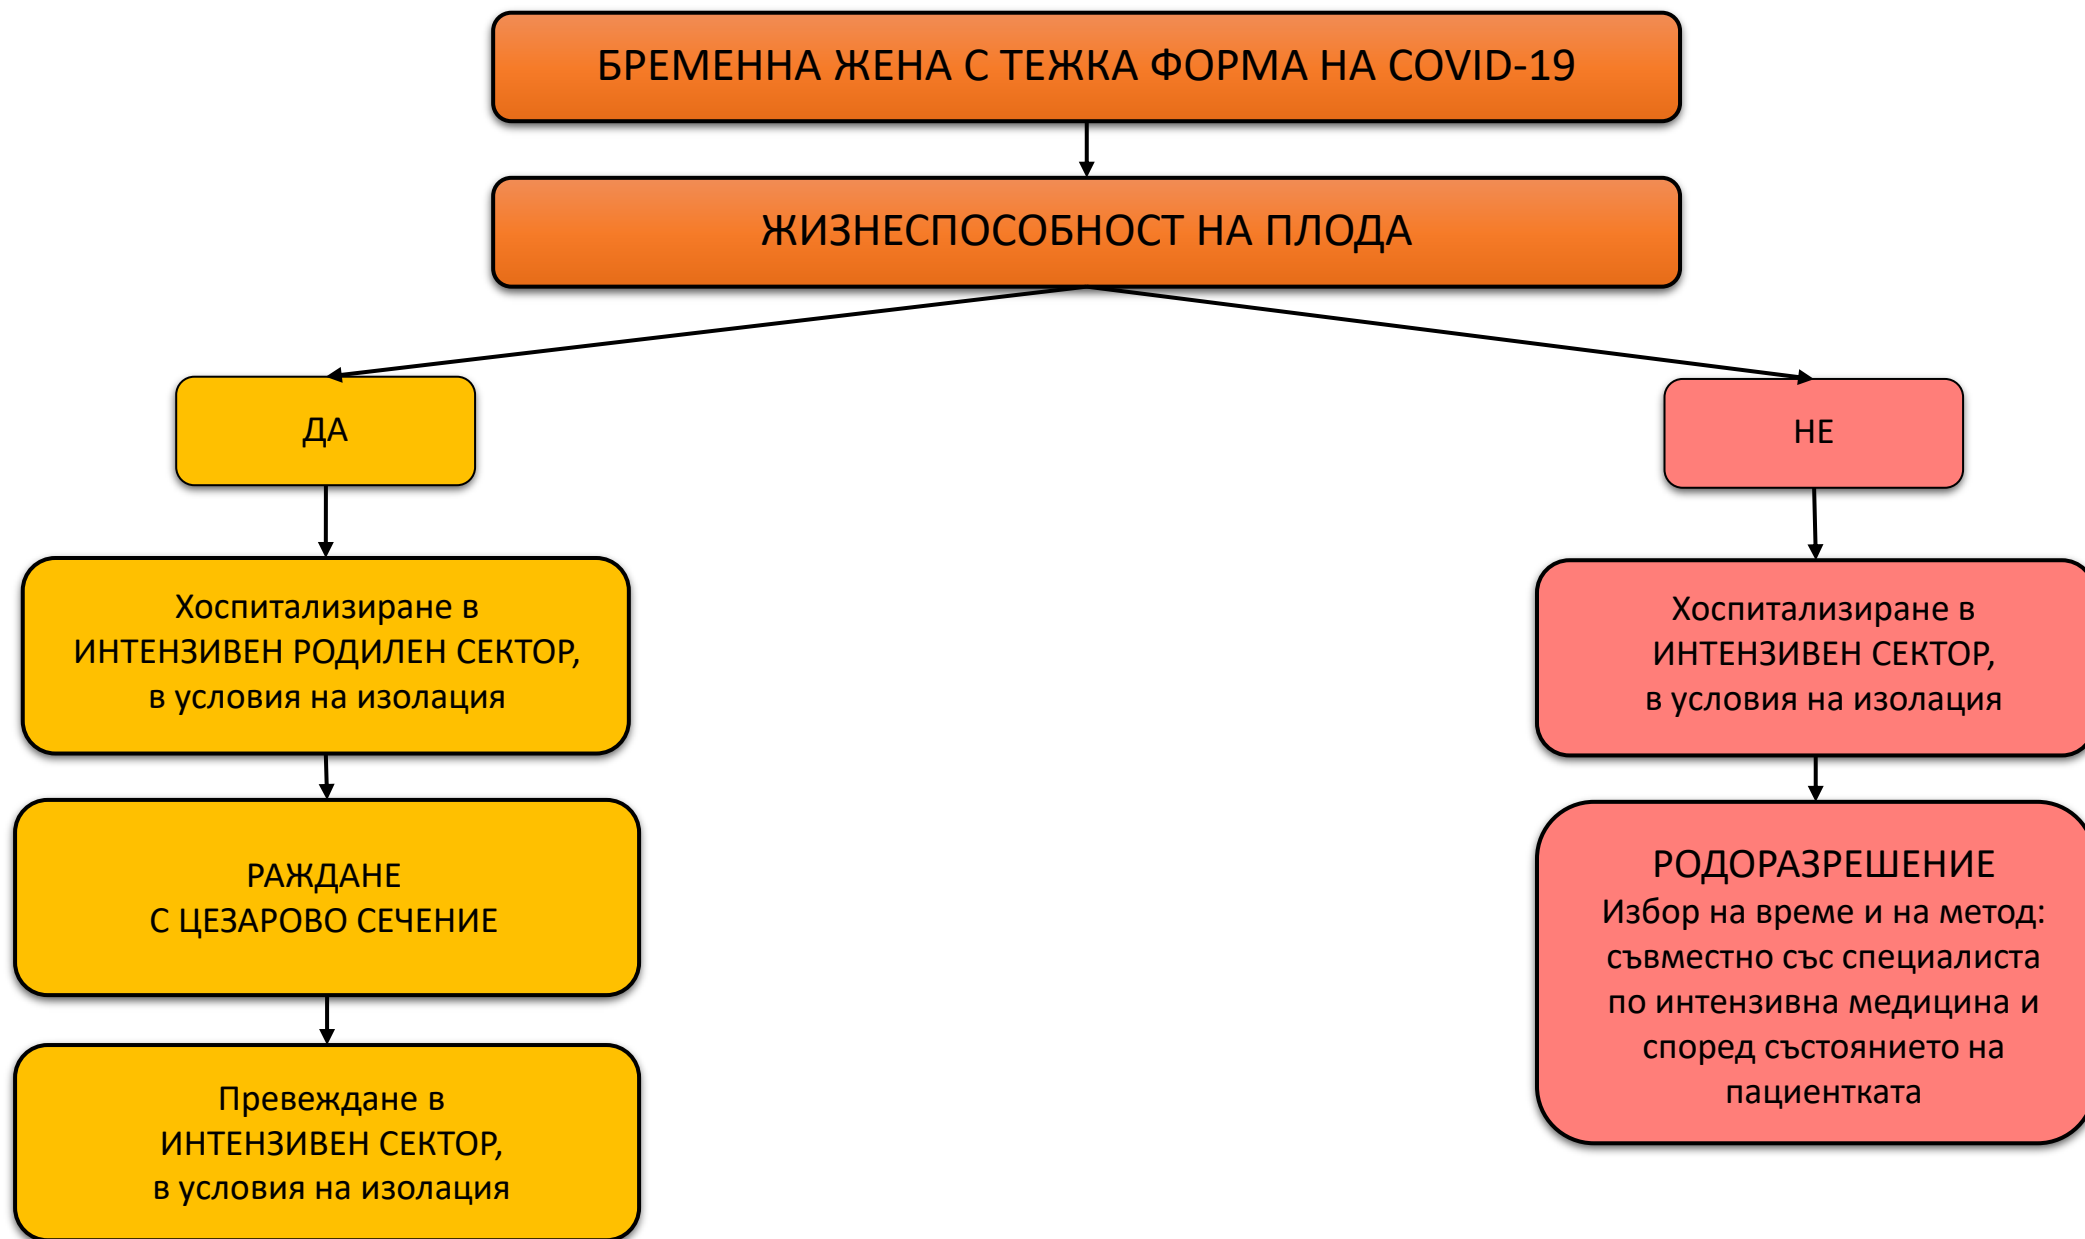 БРЕМЕННА ЖЕНА С ТЕЖКА ФОРМА НА COVID-19
ЖИЗНЕСПОСОБНОСТ НА ПЛОДА
ДА
НЕ
Хоспитализиране в
ИНТЕНЗИВЕН РОДИЛЕН СЕКТОР,
в условия на изолация
Хоспитализиране в
ИНТЕНЗИВЕН СЕКТОР,
в условия на изолация
РАЖДАНЕ
С ЦЕЗАРОВО СЕЧЕНИЕ
РОДОРАЗРЕШЕНИЕ
Избор на време и на метод:
съвместно със специалиста
по интензивна медицина и
според състоянието на
пациентката
Превеждане в
ИНТЕНЗИВЕН СЕКТОР,
в условия на изолация